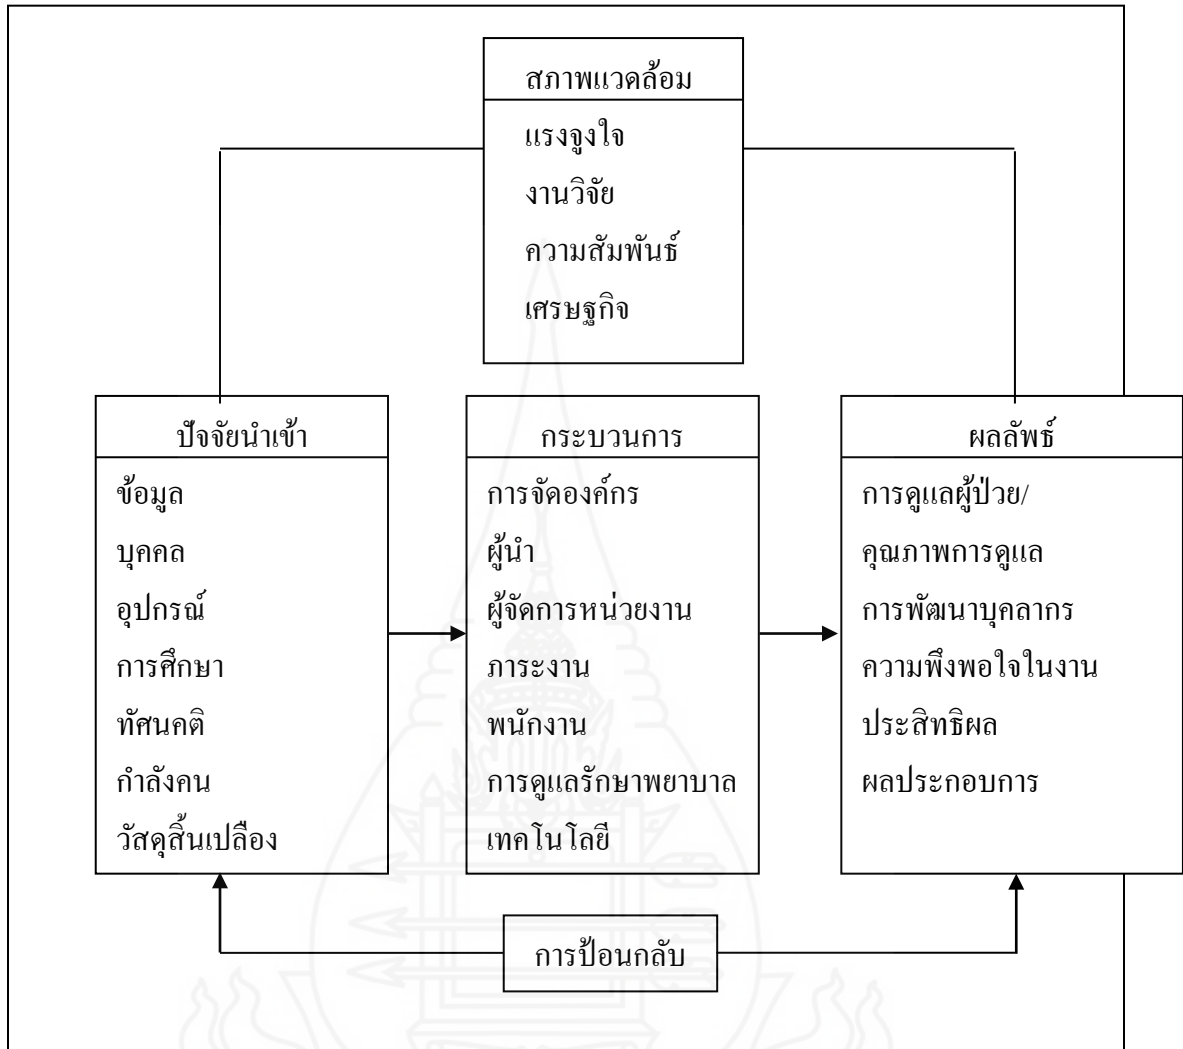 สภาพแวดล้อม
แรงจูงใจ
งานวิจัย
ความสัมพันธ์
เศรษฐกิจ
ปัจจัยนำเข้า
ข้อมูล
บุคคล
อุปกรณ์
การศึกษา
ทัศนคติ
กำลังคน
วัสดุสิ้นเปลือง
กระบวนการ
การจัดองค์กร
ผู้นำ
ผู้จัดการหน่วยงาน
ภาระงาน
พนักงาน
การดูแลรักษาพยาบาล
เทคโนโลยี
ผลลัพธ์
การดูแลผู้ป่วย/
คุณภาพการดูแล
การพัฒนาบุคลากร
ความพึงพอใจในงาน
ประสิทธิผล
ผลประกอบการ
การป้อนกลับ